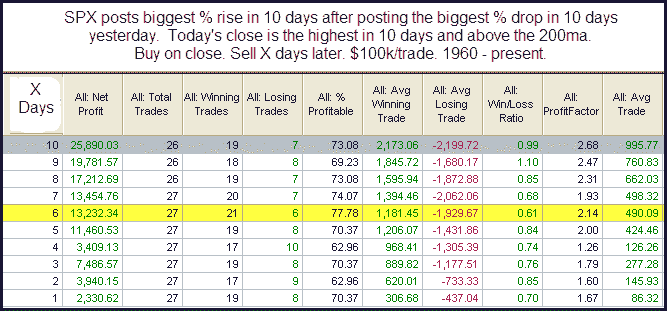 SPX posts biggest % rise in 10 days after posting the biggest % drop in 10 days
yesterday. Today's close is the highest in 10 days and above the 200ma.
Buy on close. Sell X days later. $100k/trade. 1960 - present.
X Days All: Net Profit All: Total Trades All: Winning Trades All: Losing Trades All: % Profitable All: Avg Winning Trade All: Avg Losing Trade All: Win/Loss Ratio All: ProfitFactor All: Avg Trade
10 25,890.03 26 19 7 73.08 2,173.06 -2,199.72 0.99 2.68 995.77
9 19,781.57 26 18 8 69.23 1,845.72 -1,680.17 1.10 2.47 760.83
8 17,212.69 26 19 7 73.08 1,595.94 -1,872.88 0.85 2.31 662.03
7 13,454.76 27 20 7 74.07 1,394.46 -2,062.06 0.68 1.93 498.32
6 13,232.34 27 21 6 77.78 1,181.45 -1,929.67 0.61 2.14 490.09
5 11,460.53 27 19 8 70.37 1,206.07 -1,431.86 0.84 2.00 424.46
4 3,409.13 27 17 10 62.96 968.41 -1,305.39 0.74 1.26 126.26
3 7,486.57 27 19 8 70.37 889.82 -1,177.51 0.76 1.79 277.28
2 3,940.15 27 17 9 62.96 620.01 -733.33 0.85 1.60 145.93
1 2,330.62 27 19 8 70.37 306.68 -437.04 0.70 1.67 86.32